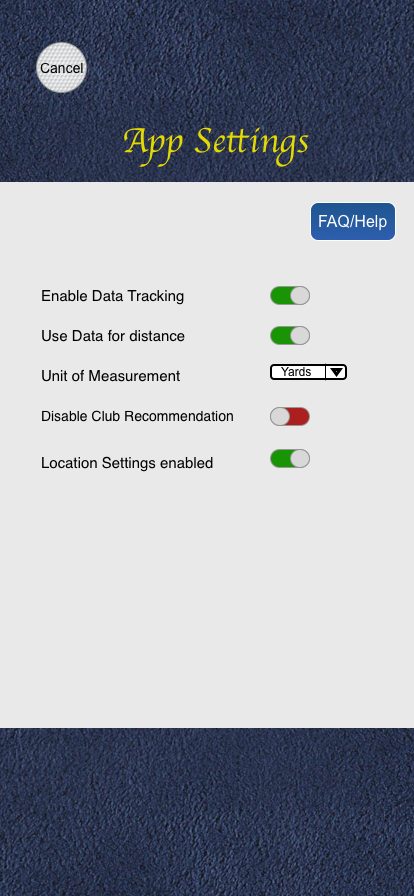 Cancel
App Settings
FAQ/Help
Enable Data Tracking
Use Data for distance
Unit of Measurement Yards
Disable Club Recommendation
Location Settings enabled